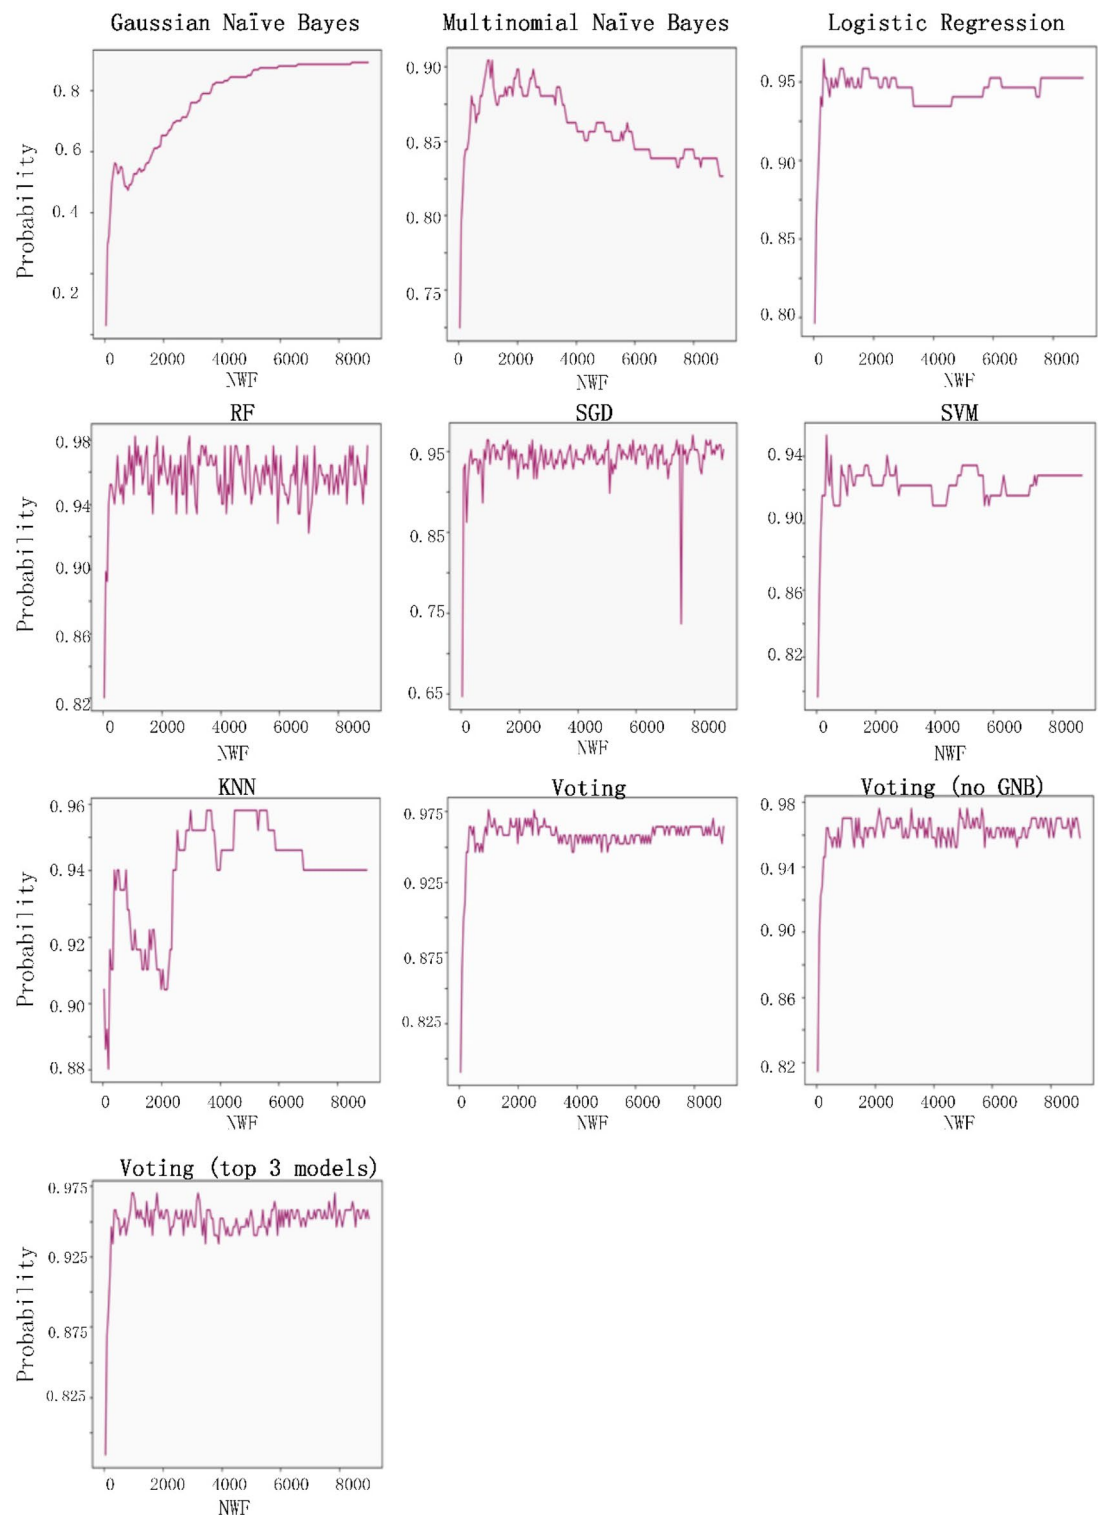 Gaussian Naïve Bayes
Multinomial Naïve Bayes
Logistic Regression
Probability
0.8
0.6
0.4
0.2
0 2000 4000 6000 8000
NWF
0.90
0.85
0.80
0.75
0 2000 4000 6000 8000
NWF
0.95
0.90
0.85
0.80
0 2000 4000 6000 8000
NWF
RF
SGD
SVM
Probability
0.98
0.94
0.90
0.86
0.82
0 2000 4000 6000 8000
NWF
0.95
0.85
0.75
0.65
0 2000 4000 6000 8000
NWF
0.94
0.90
0.86
0.82
0 2000 4000 6000 8000
NWF
KNN
Voting
Voting (no GNB)
Probability
0.96
0.94
0.92
0.90
0.88
0 2000 4000 6000 8000
NWF
0.975
0.925
0.875
0.825
0 2000 4000 6000 8000
NWF
0.98
0.94
0.90
0.86
0.82
0 2000 4000 6000 8000
NWF
Voting (top 3 models)
Probability
0.975
0.925
0.875
0.825
0 2000 4000 6000 8000
NWF